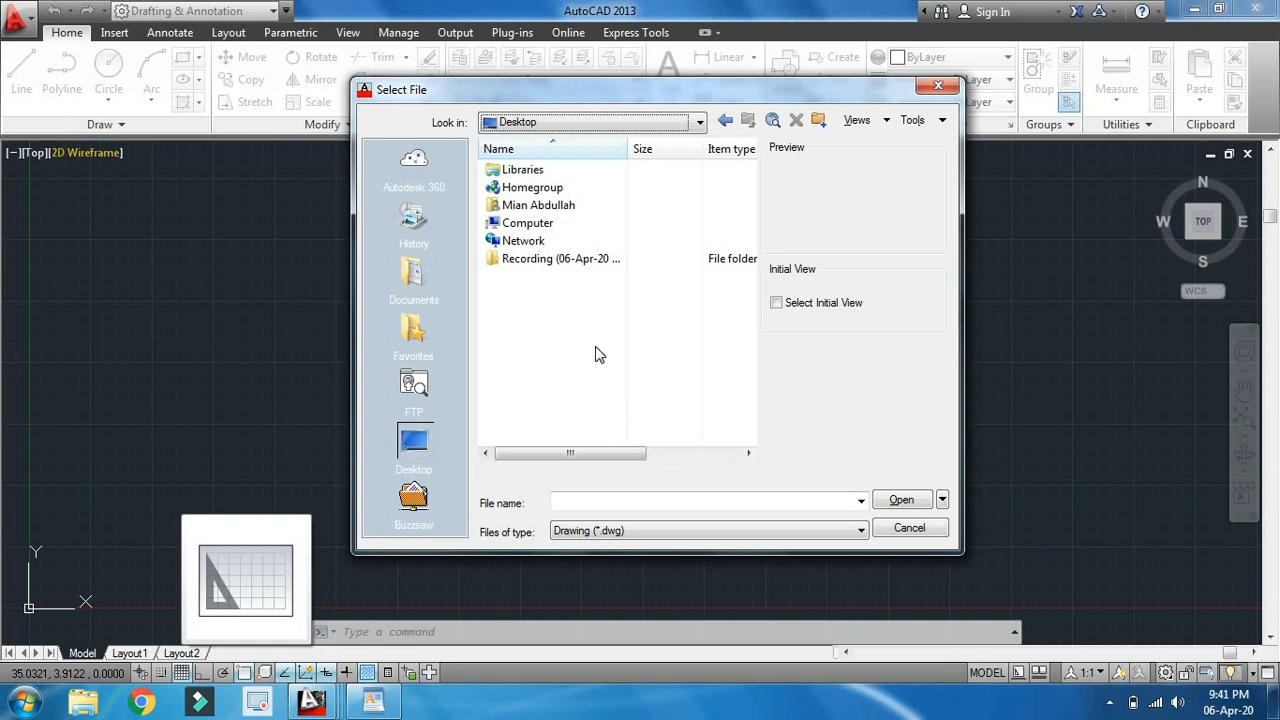 Drafting & Annotation
AutoCAD 2013
Sign In
Home
Insert
Annotate
Layout
Parametric
View
Manage
Output
Plug-ins
Online
Express Tools
Line
Polyline
Circle
Arc
Move
Copy
Stretch
Rotate
Mirror
Scale
Trim
Linear
Create
ByLayer
Layer
Layer
Group
Measure
Paste
Draw
Modify
Groups
Utilities
Clipboard
[−][Top][2D Wireframe]
Select File
Look in:
Desktop
Views
Tools
Name
Size
Item type
Libraries
Homegroup
Mian Abdullah
Computer
Network
Recording (06-Apr-20 ...
File folder
Preview
Initial View
Select Initial View
Autodesk 360
History
Documents
Favorites
FTP
Desktop
Buzzsaw
File name:
Open
Files of type:
Drawing (*.dwg)
Cancel
N
W
TOP
E
S
WCS
Y
X
Type a command
Model
Layout1
Layout2
35.0321, 3.9122, 0.0000
MODEL
1:1
9:41 PM
06-Apr-20